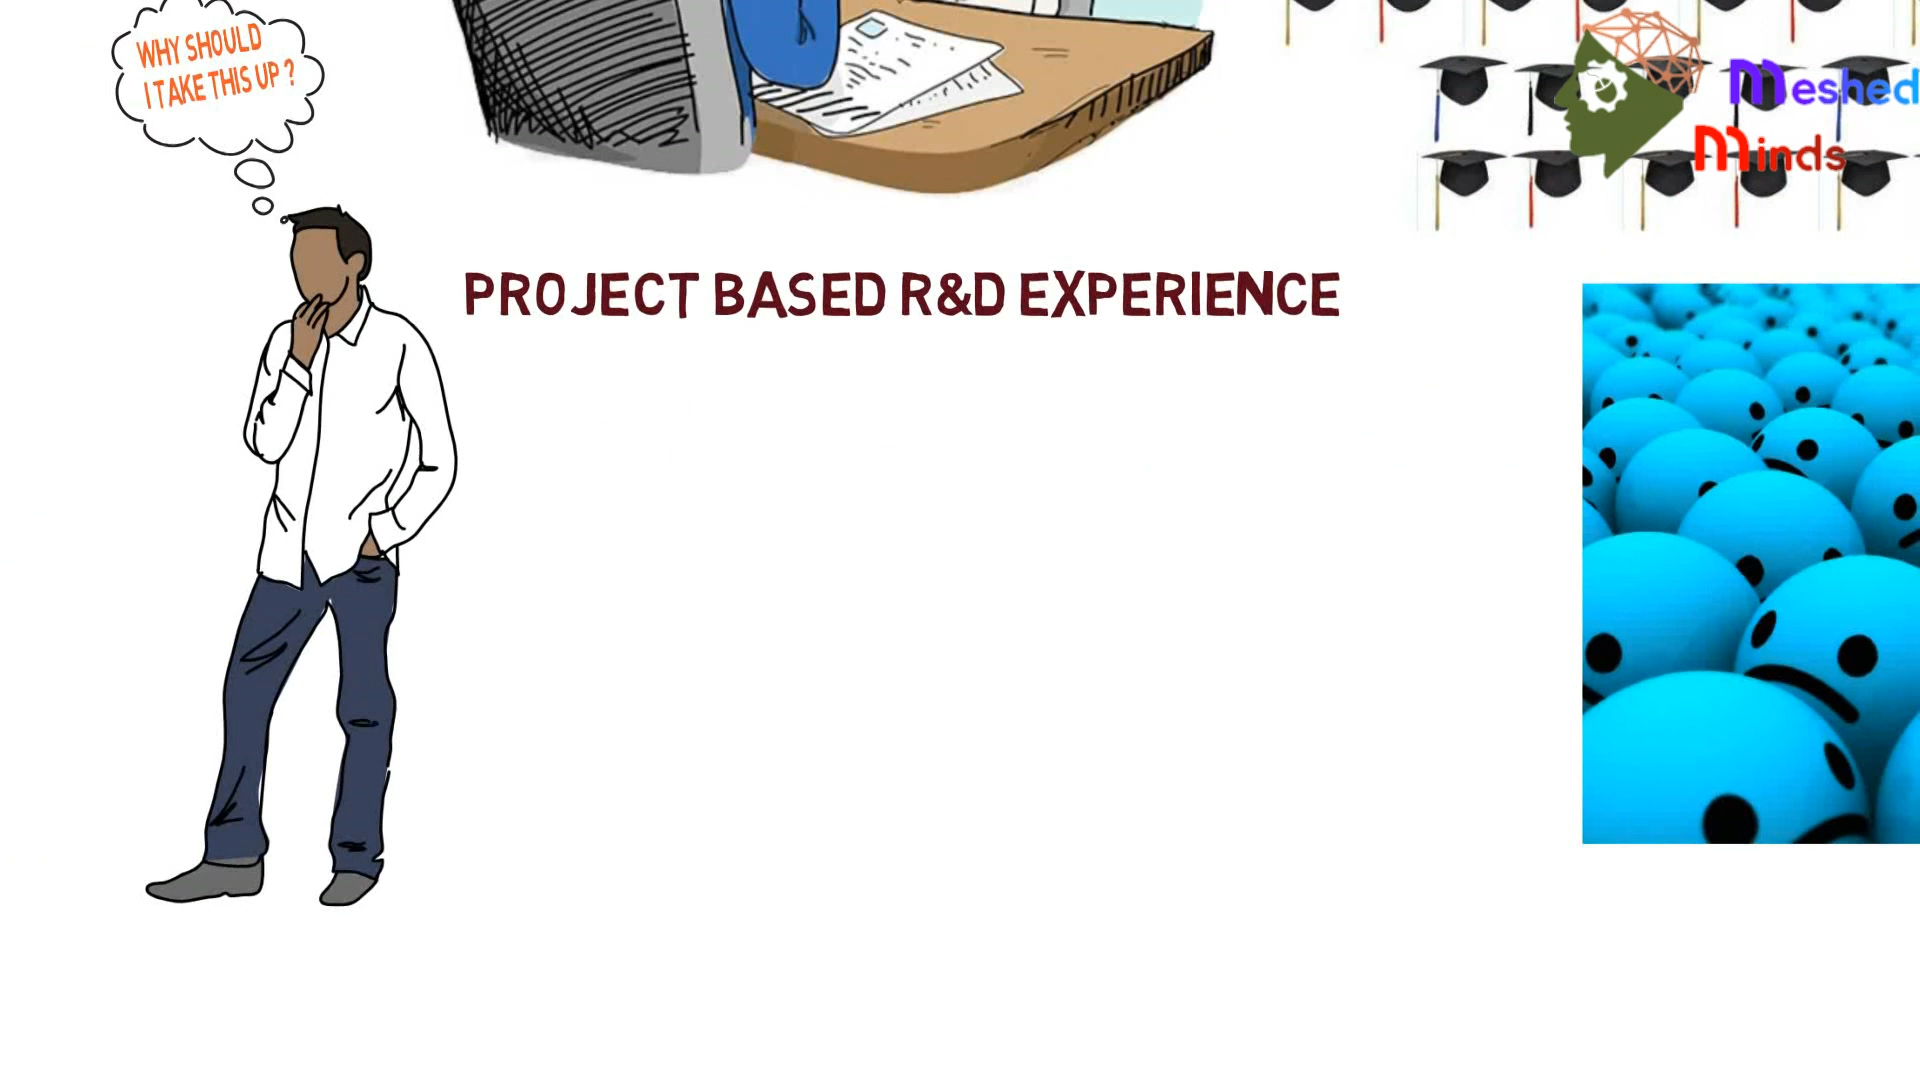 WHY SHOULD
I TAKE THIS UP ?
Meshed
Minds
PROJECT BASED R&D EXPERIENCE